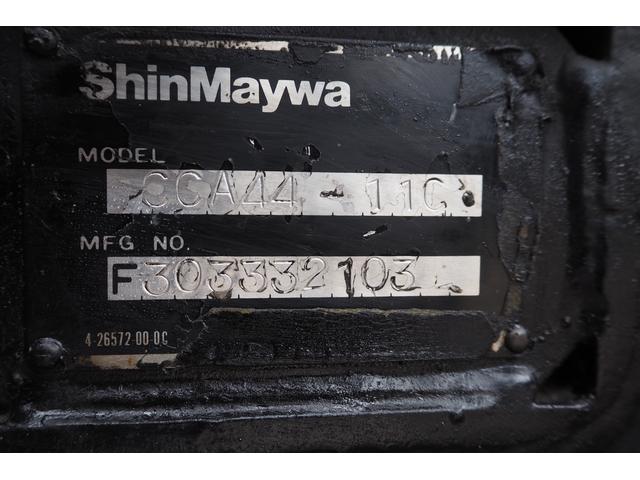 ShinMaywa
MODEL
CCA44-11C
MFG NO.
F303332103
4-26572-00-0C